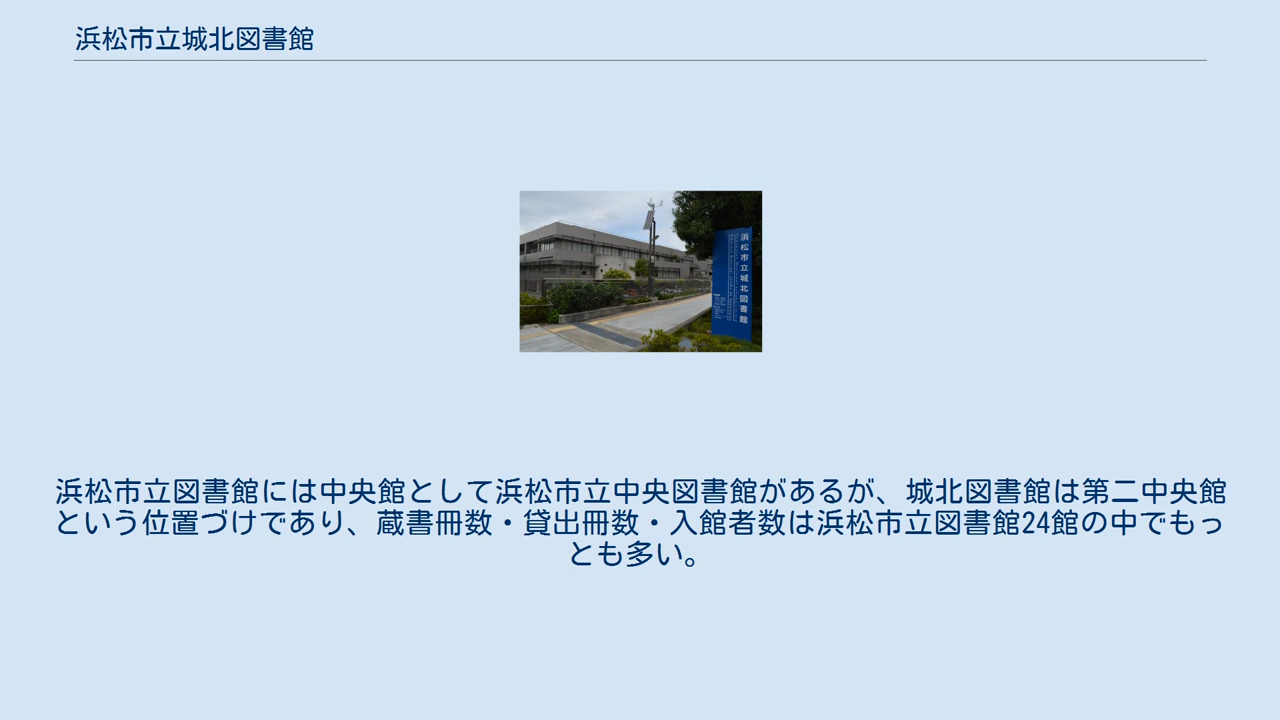 浜松市立城北図書館
浜松市立城北図書館
浜松市立図書館には中央館として浜松市立中央図書館があるが、城北図書館は第二中央館
という位置づけであり、蔵書冊数・貸出冊数・入館者数は浜松市立図書館24館の中でもっ
とも多い。